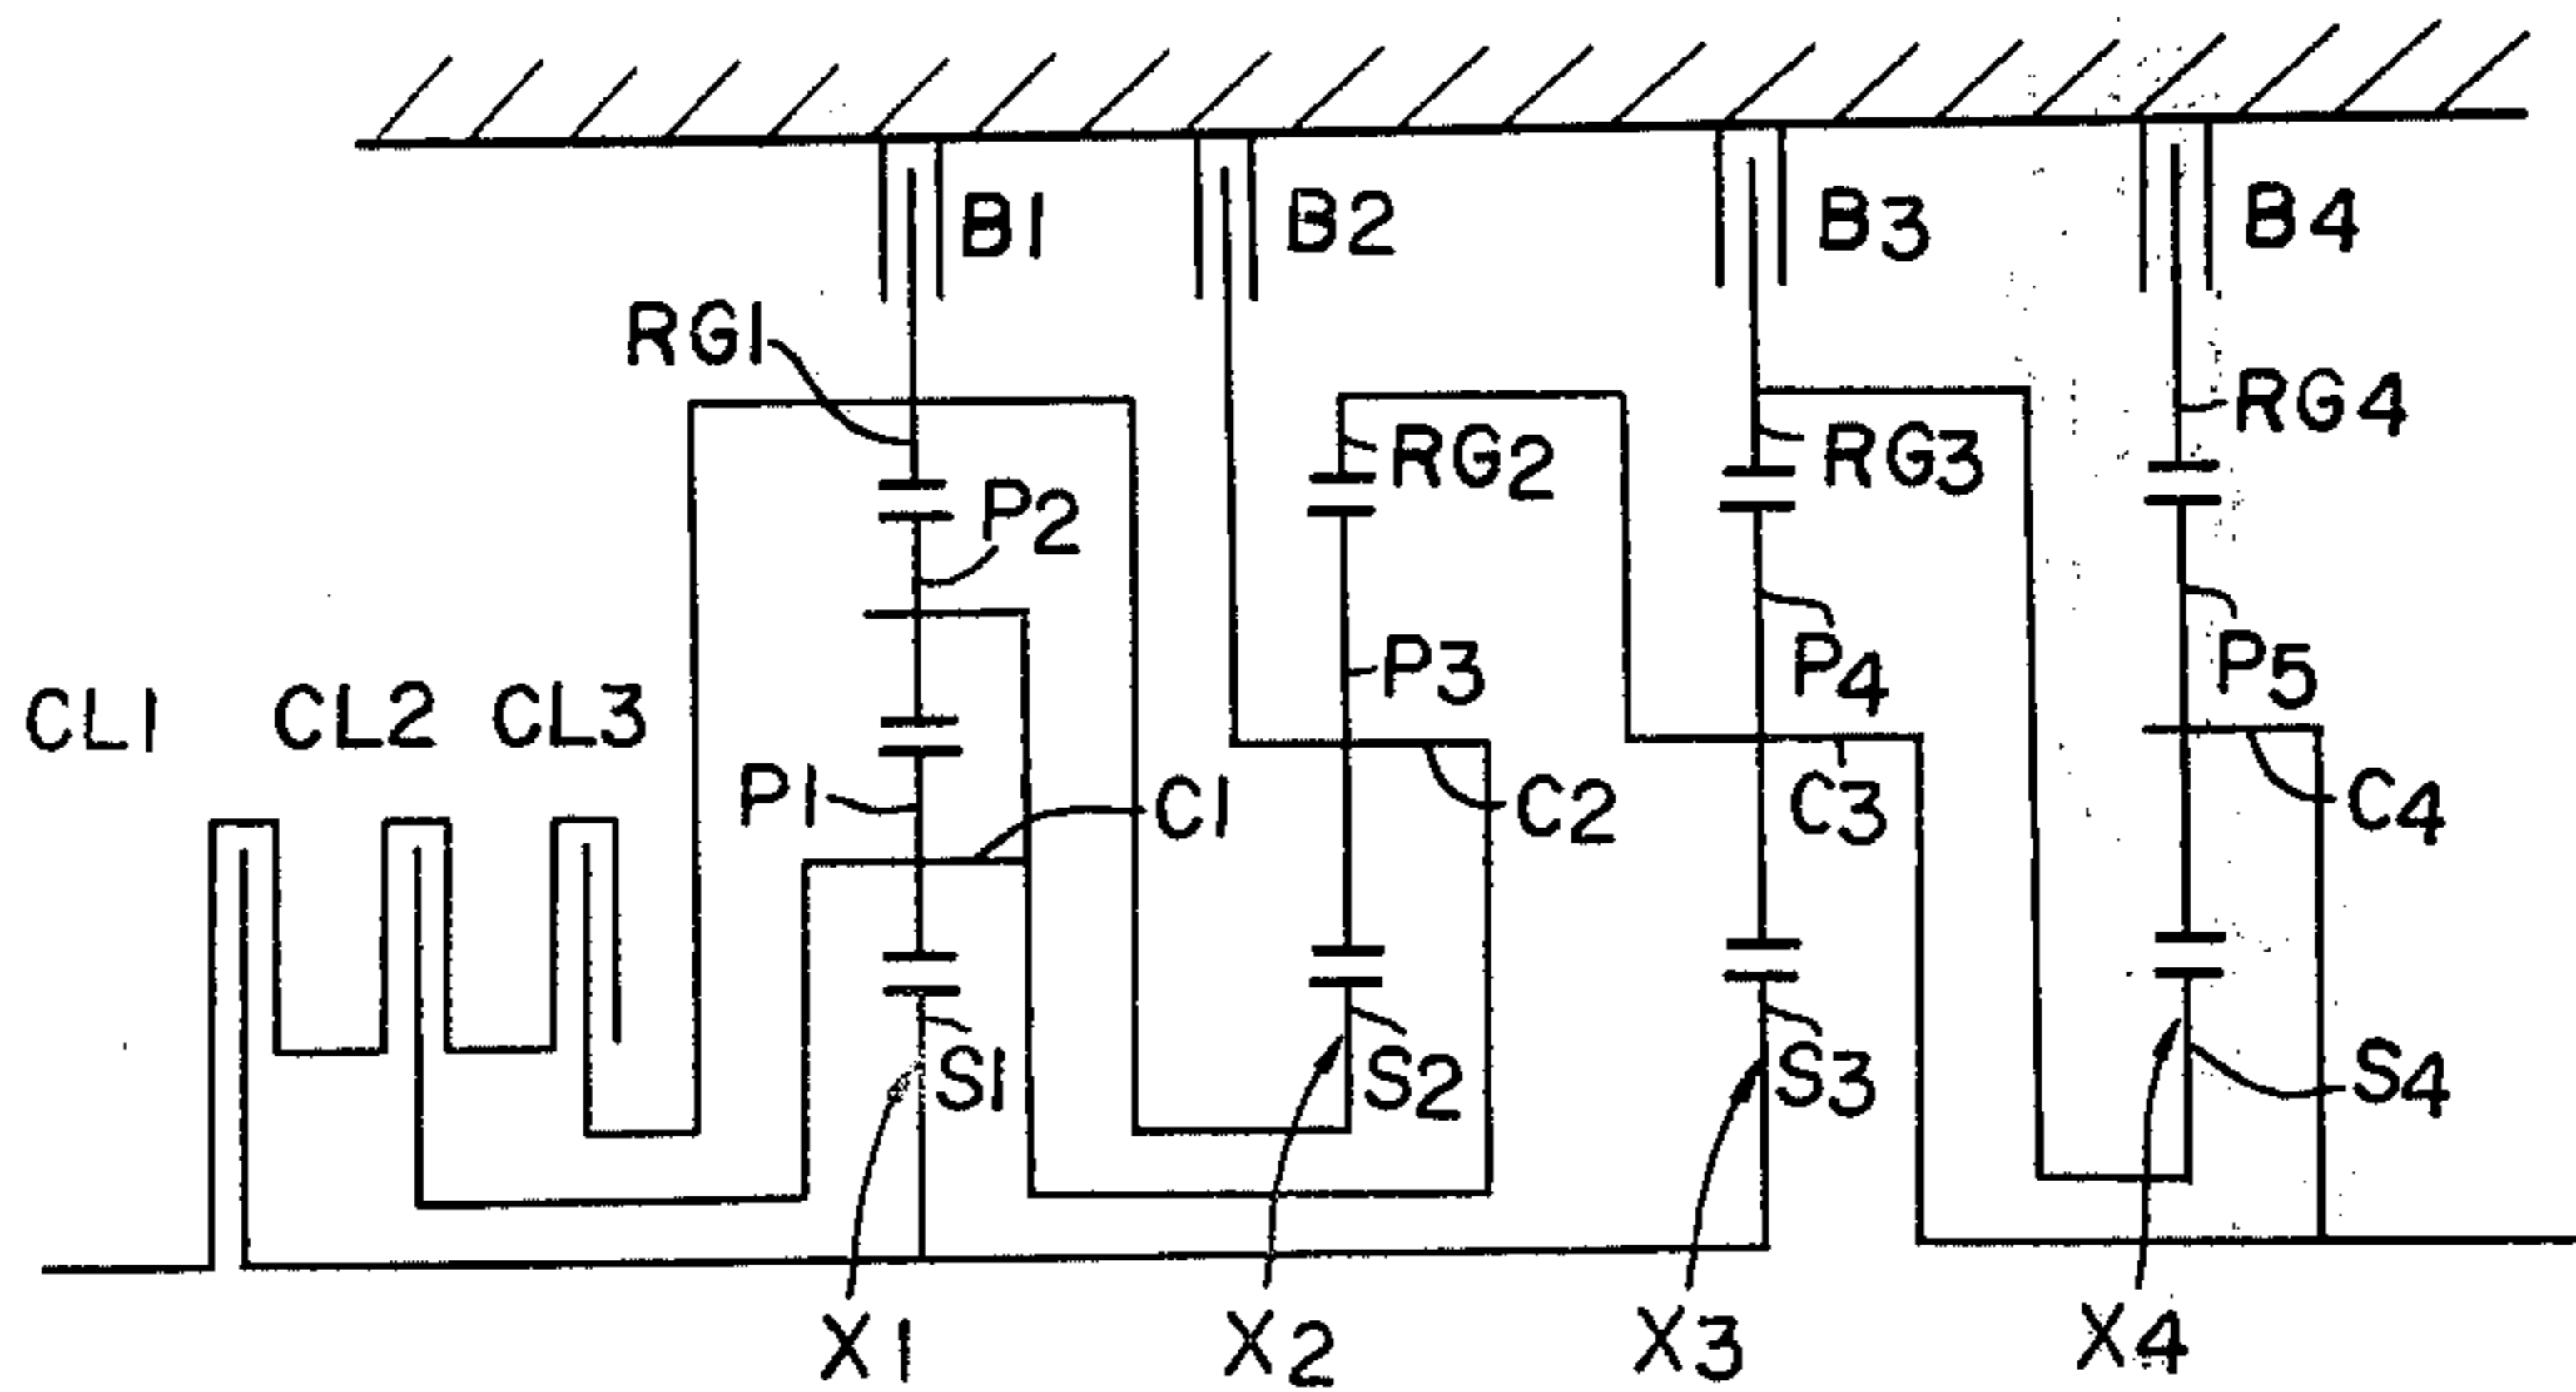 B1 B2 B3 B4
RG1 RG2 RG3 RG4
P2
P3 P4 P5
CL1 CL2 CL3
P1 C1 C2 C3 C4
S1 S2 S3 S4
X1 X2 X3 X4